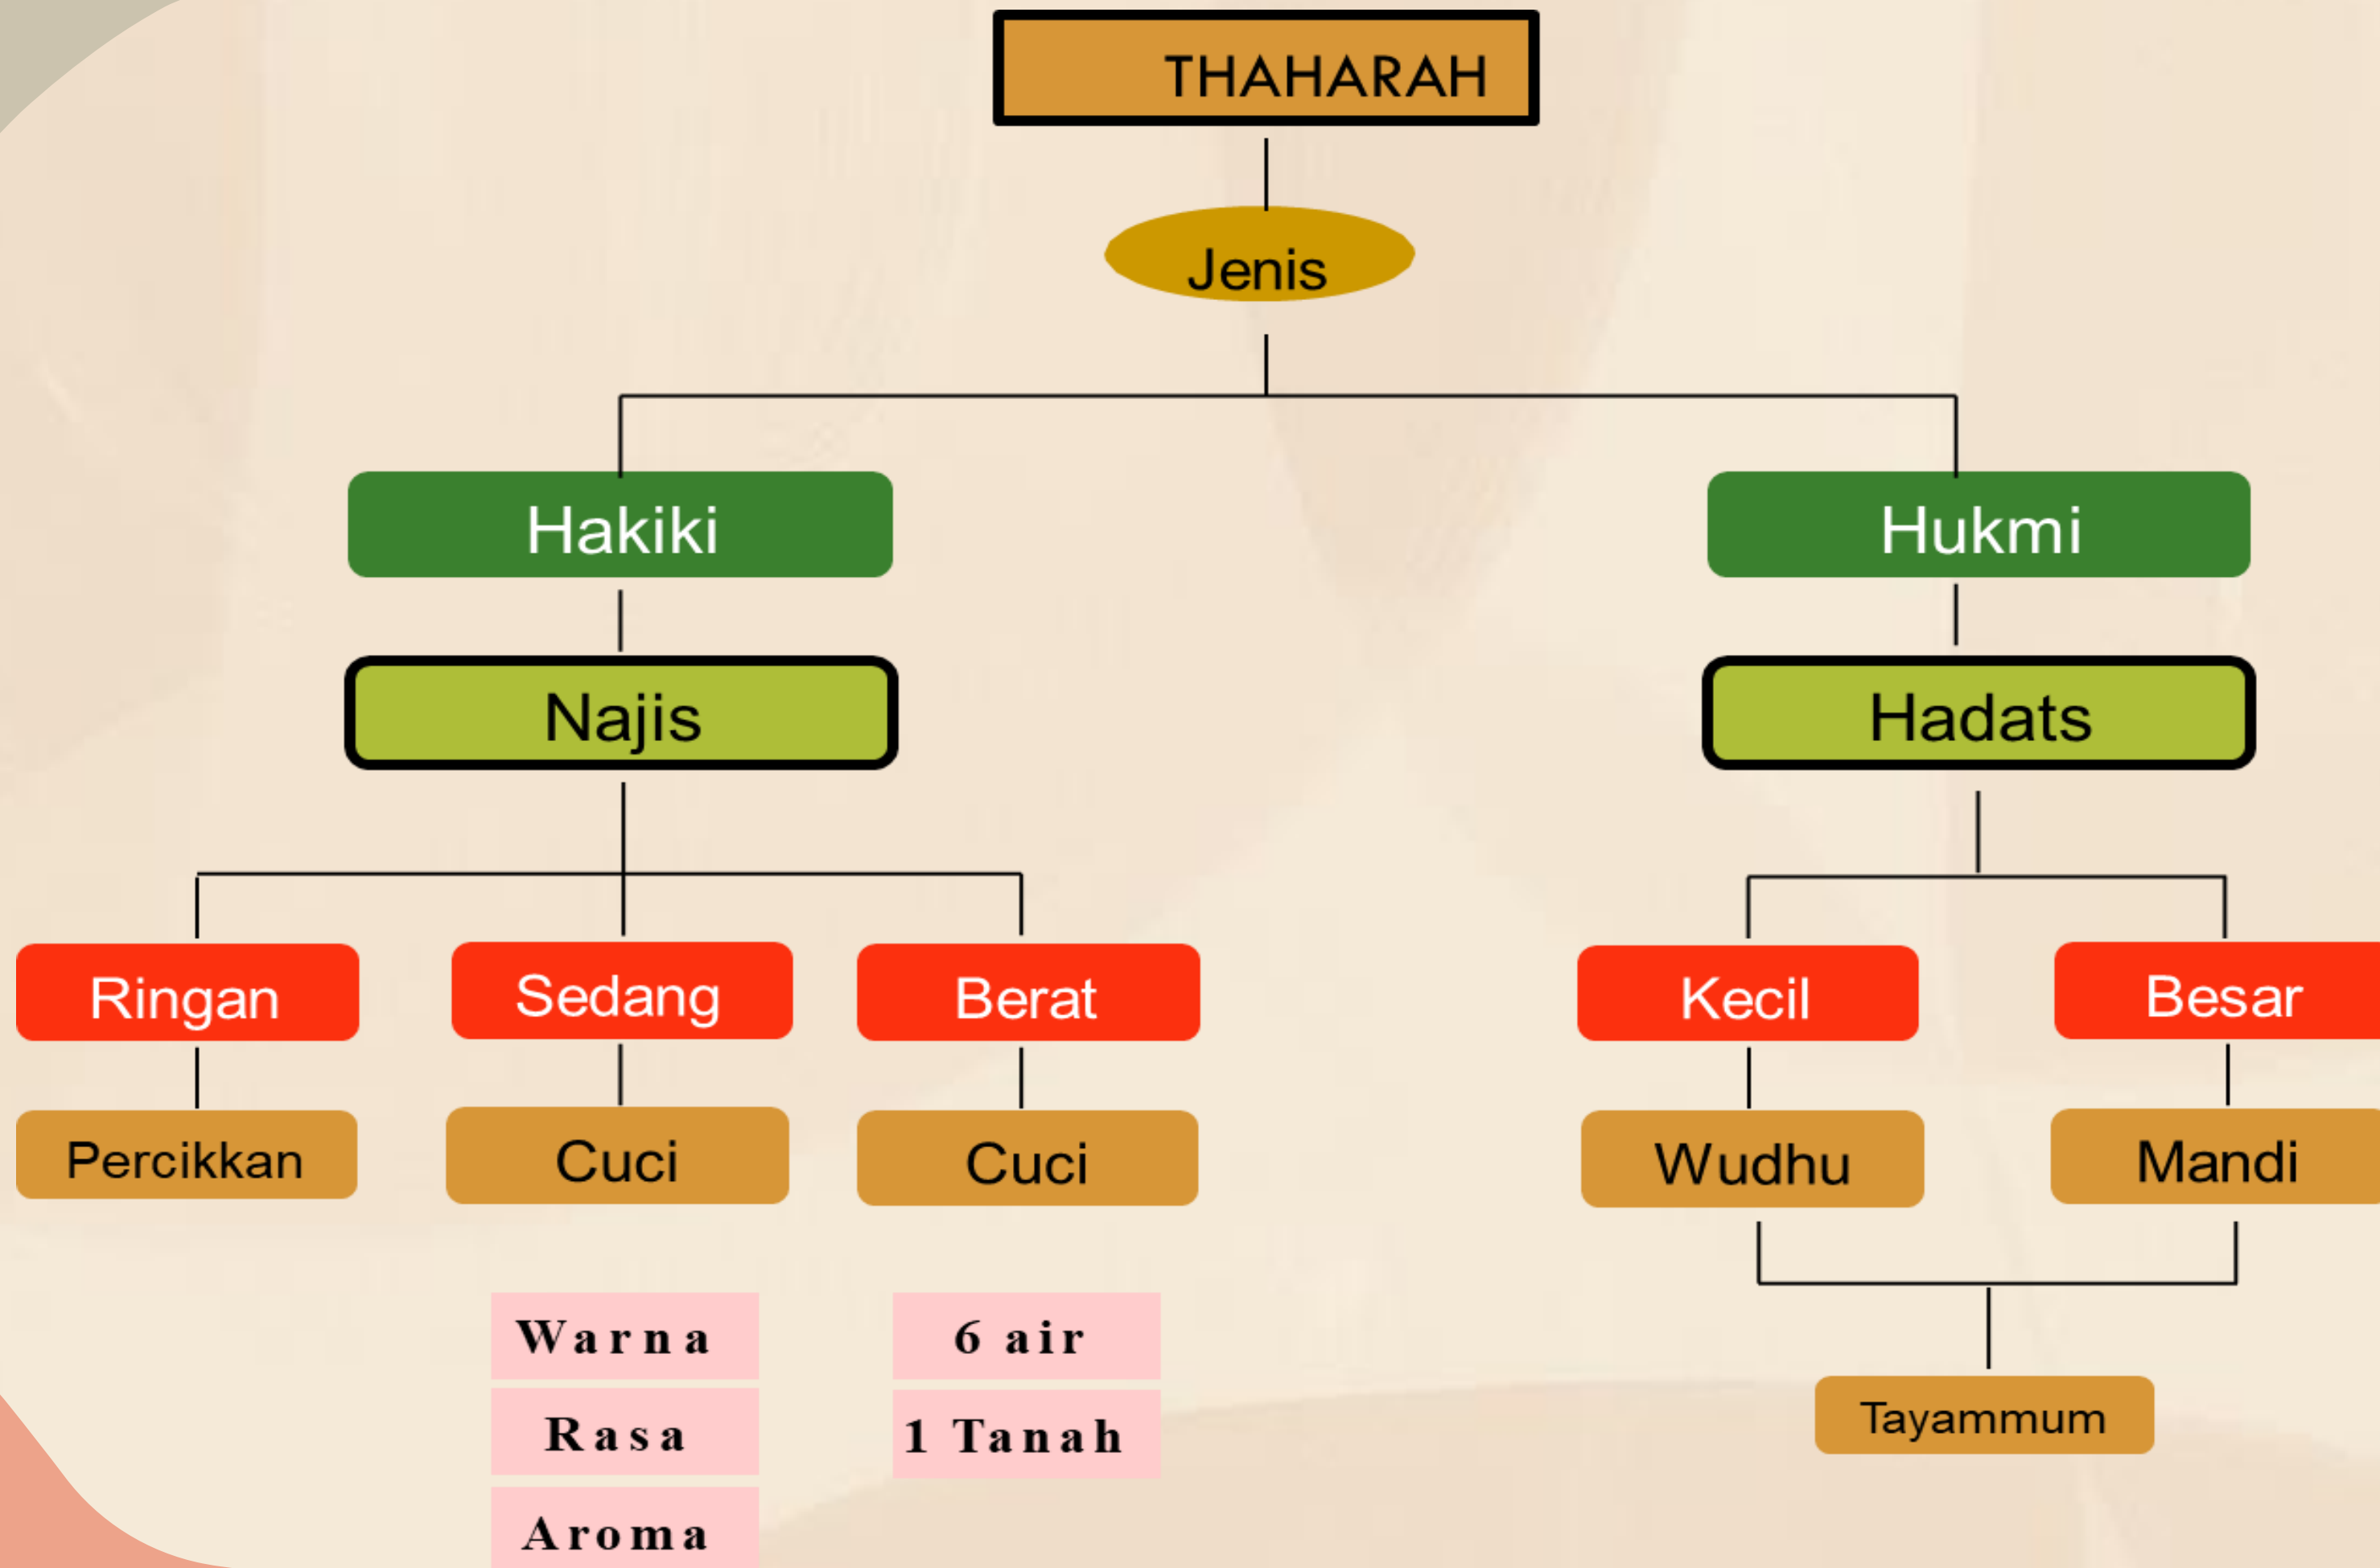 THAHARAH
Jenis
Hakiki
Hukmi
Najis
Hadats
Ringan
Sedang
Berat
Kecil
Besar
Percikkan
Cuci
Cuci
Wudhu
Mandi
Warna
6 air
Rasa
1 Tanah
Tayammum
Aroma